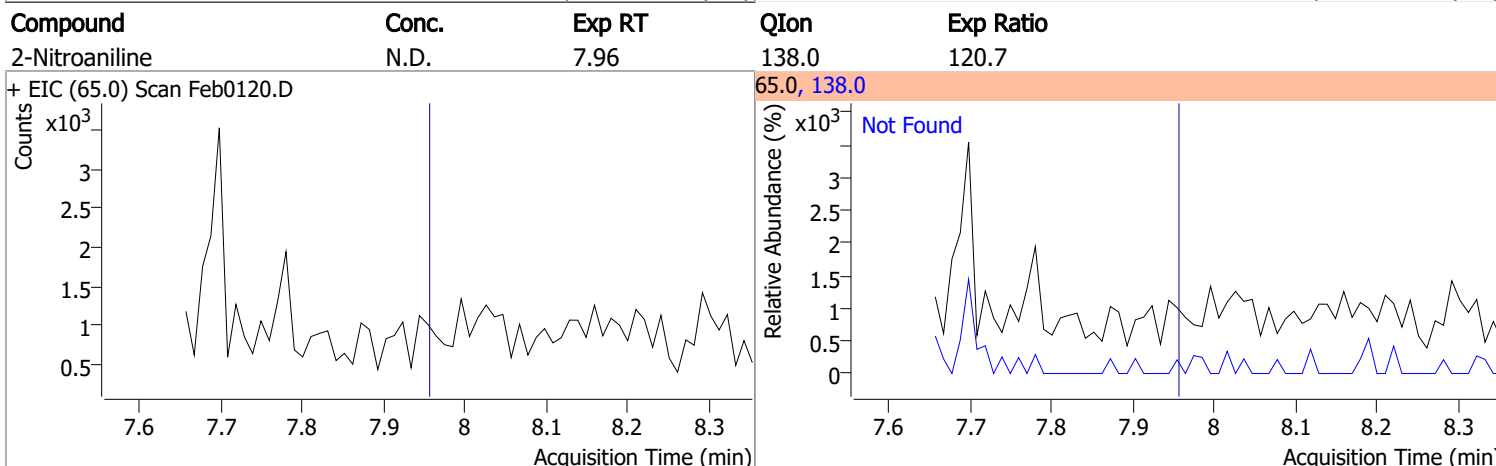 Compound Conc. Exp RT QIon Exp Ratio
2-Nitroaniline N.D. 7.96 138.0 120.7
+ EIC (65.0) Scan Feb0120.D
Counts
x10³
3
2.5
2
1.5
1
0.5
7.6 7.7 7.8 7.9 8 8.1 8.2 8.3
Acquisition Time (min)
65.0, 138.0
Relative Abundance (%)
x10³
Not Found
3
2.5
2
1.5
1
0.5
0
7.6 7.7 7.8 7.9 8 8.1 8.2 8.3
Acquisition Time (min)